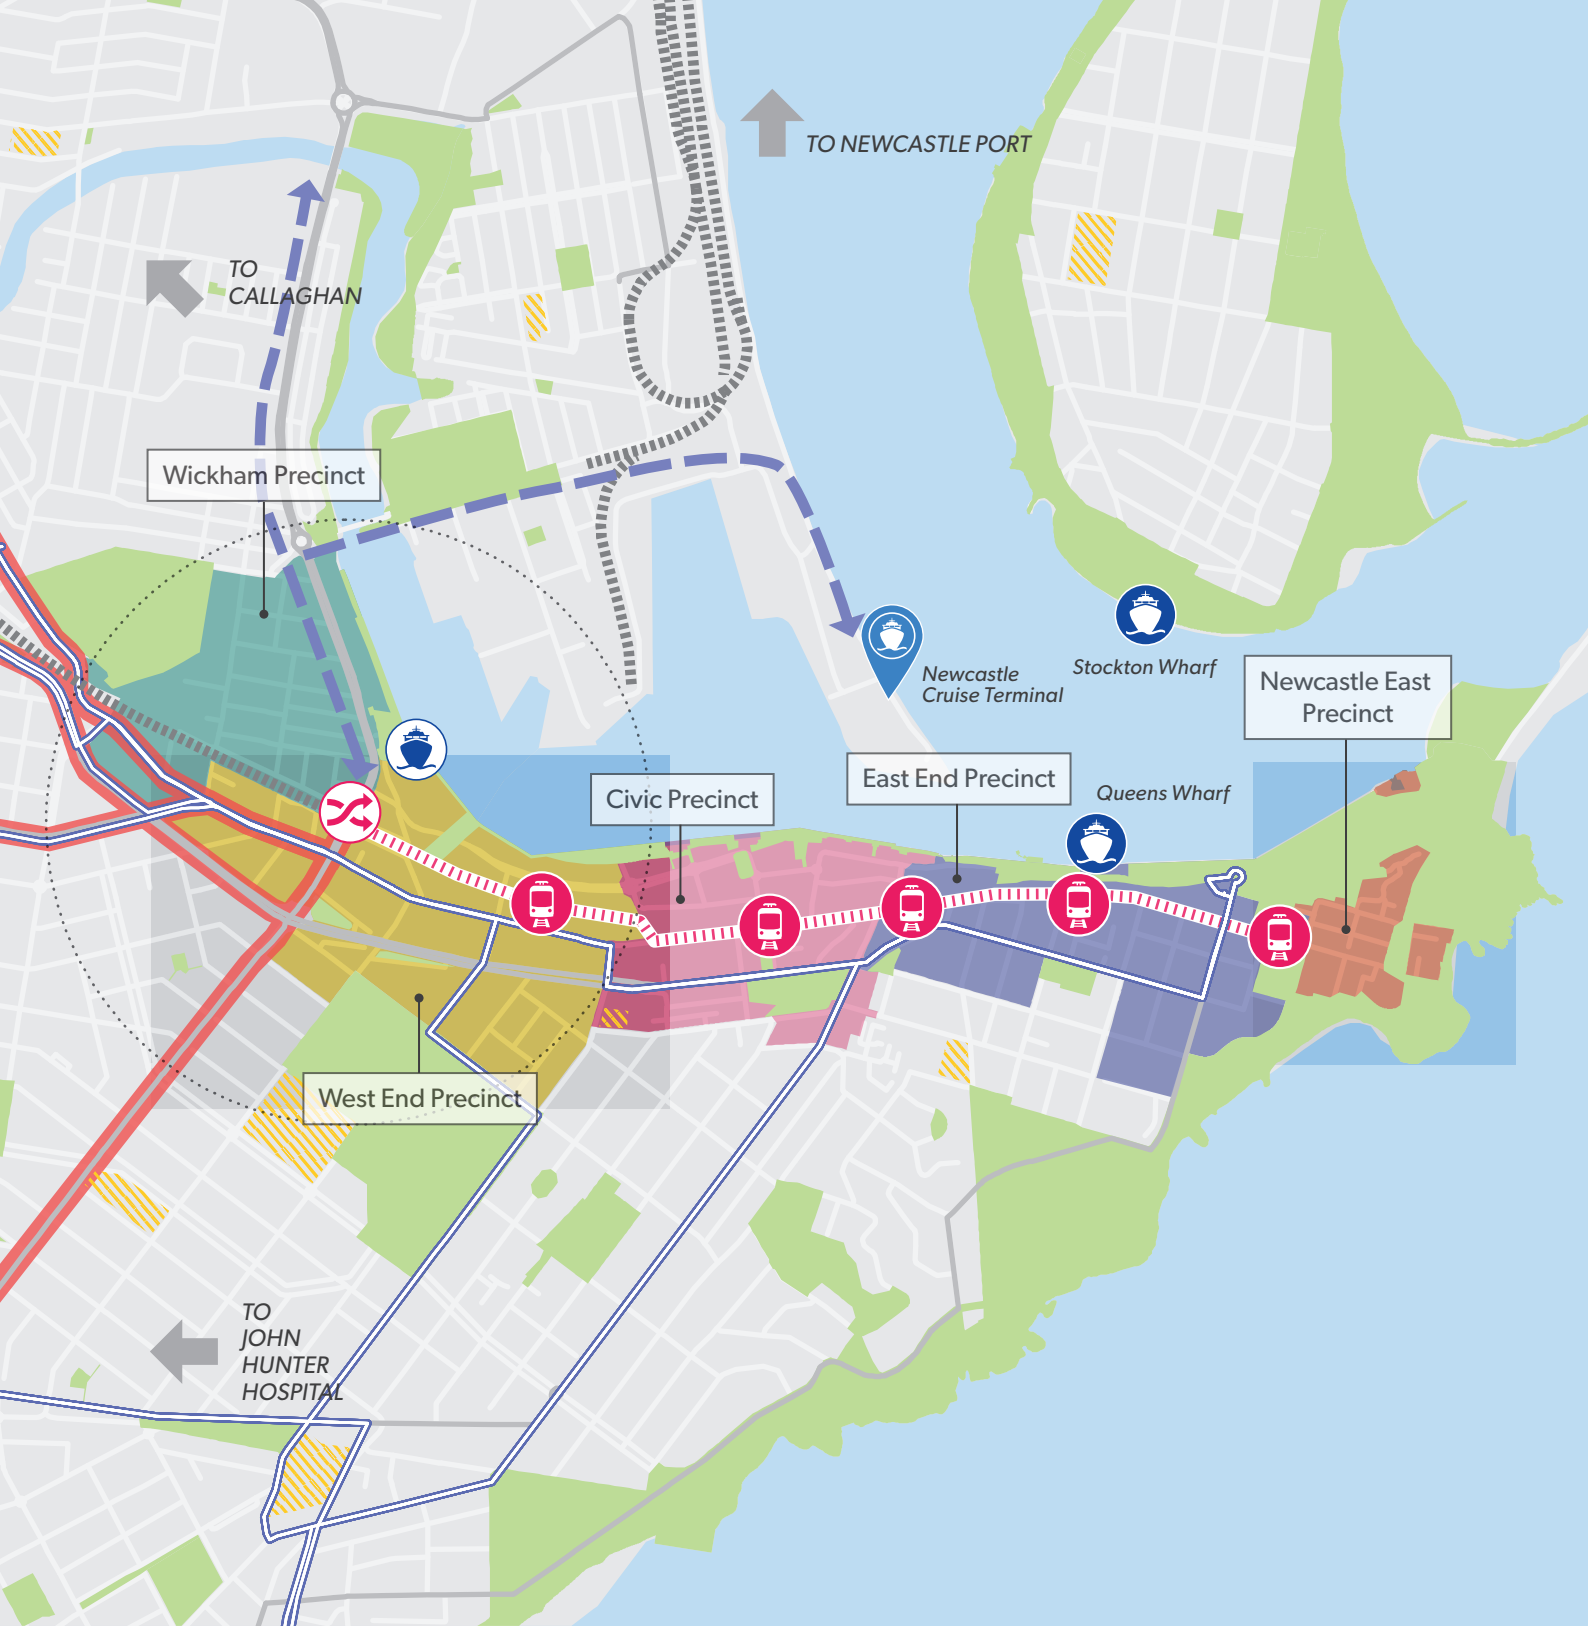 TO NEWCASTLE PORT
TO
CALLAGHAN
Wickham Precinct
Stockton Wharf
Newcastle
Cruise Terminal
Newcastle East
Precinct
East End Precinct
Civic Precinct
Queens Wharf
West End Precinct
TO
JOHN
HUNTER
HOSPITAL